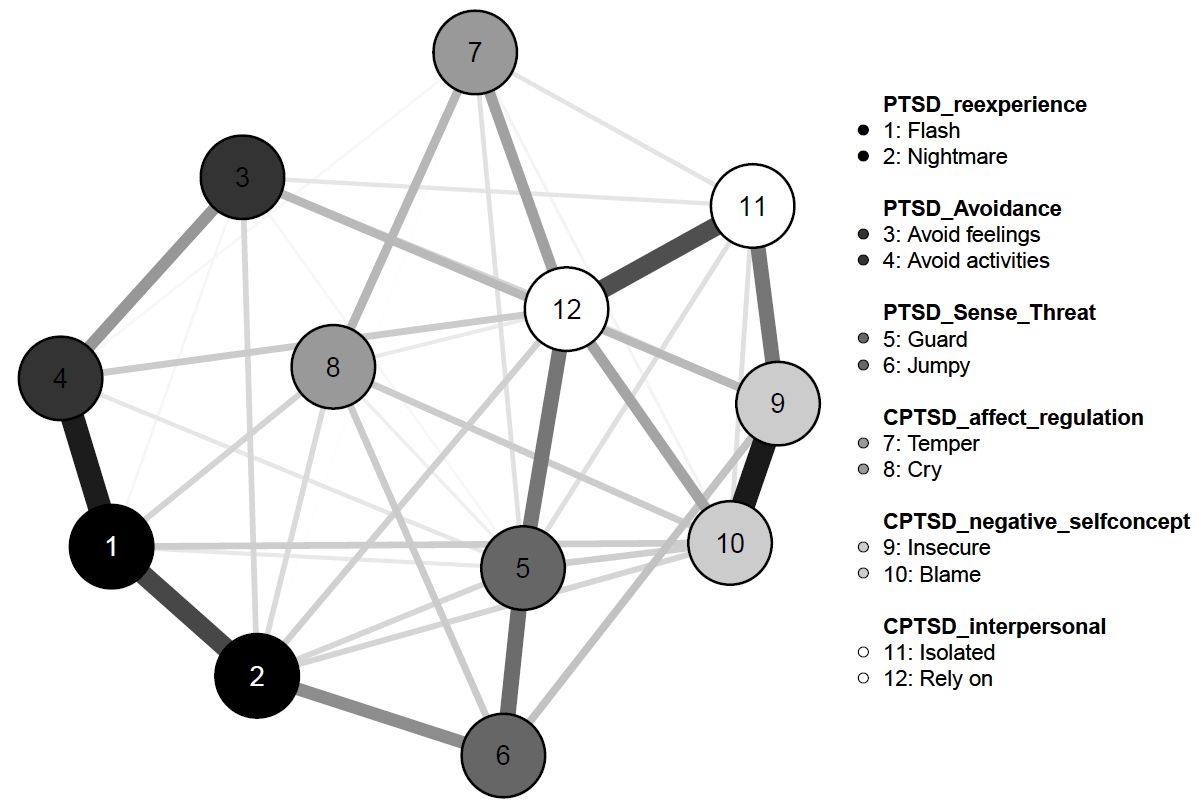 7
3
11
12
8
4
9
10
1
5
2
6
PTSD_reexperience
1: Flash
2: Nightmare
PTSD_Avoidance
3: Avoid feelings
4: Avoid activities
PTSD_Sense_Threat
5: Guard
6: Jumpy
CPTSD_affect_regulation
7: Temper
8: Cry
CPTSD_negative_selfconcept
9: Insecure
10: Blame
CPTSD_interpersonal
11: Isolated
12: Rely on